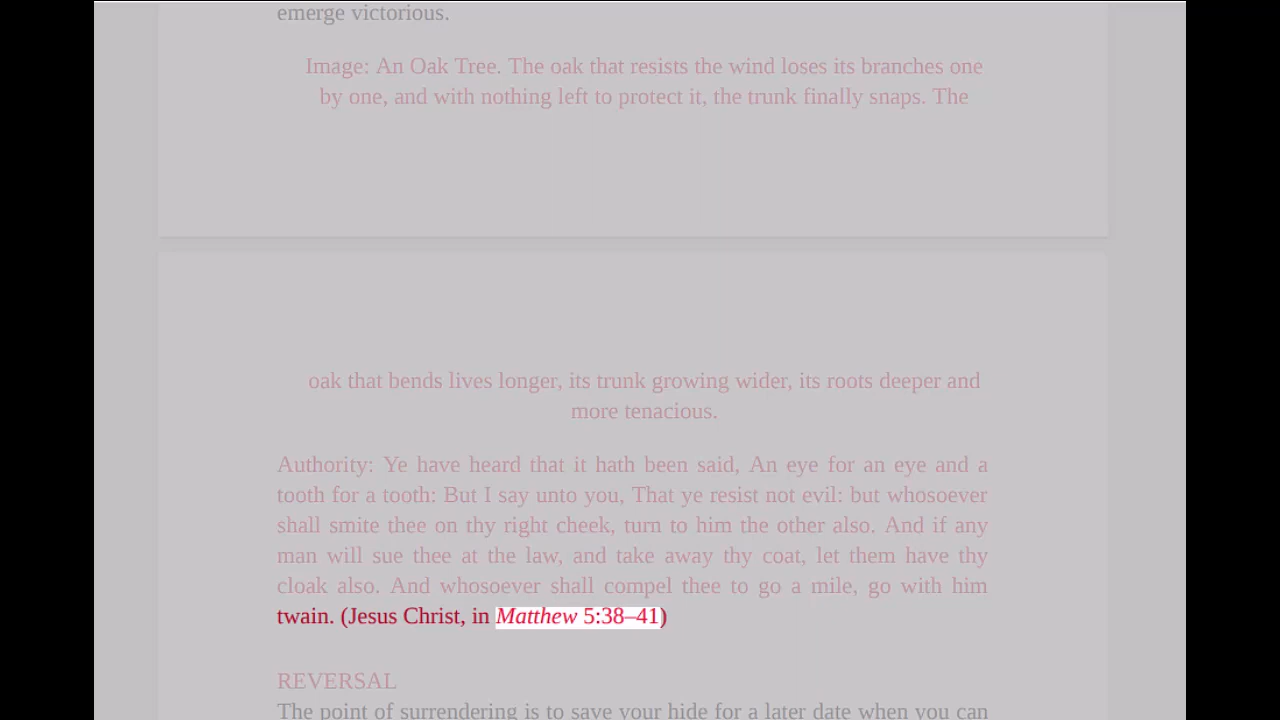 emerge victorious.
Image: An Oak Tree. The oak that resists the wind loses its branches one
by one, and with nothing left to protect it, the trunk finally snaps. The
oak that bends lives longer, its trunk growing wider, its roots deeper and
more tenacious.
Authority: Ye have heard that it hath been said, An eye for an eye and a
tooth for a tooth: But I say unto you, That ye resist not evil: but whosoever
shall smite thee on thy right cheek, turn to him the other also. And if any
man will sue thee at the law, and take away thy coat, let them have thy
cloak also. And whosoever shall compel thee to go a mile, go with him
twain. (Jesus Christ, in Matthew 5:38–41)
REVERSAL
The point of surrendering is to save your hide for a later date when you can